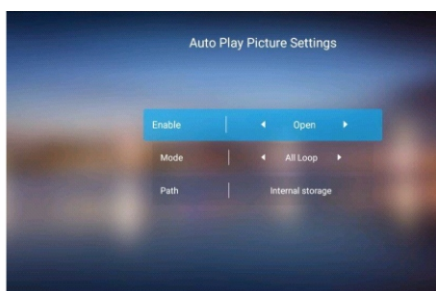 Auto Play Picture Settings
Enable Open
Mode All Loop
Path Internal storage